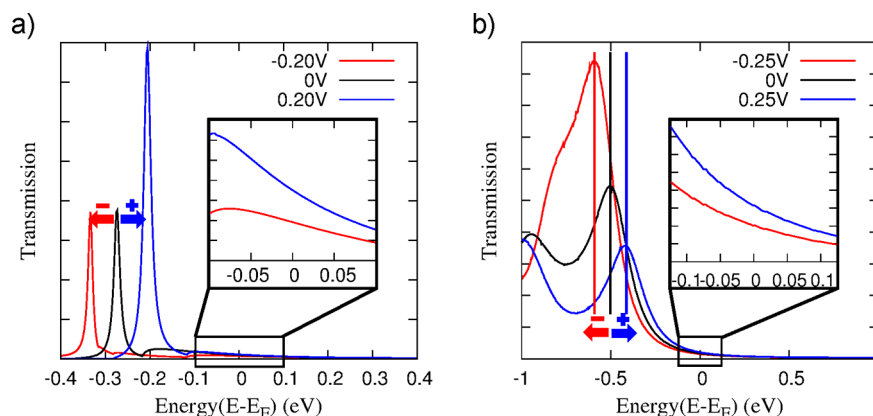 a)
-0.20V
0V
0.20V
Transmission
-0.05 0 0.05
- +
-0.4 -0.3 -0.2 -0.1 0 0.1 0.2 0.3 0.4
Energy(E-EF) (eV)
b)
-0.25V
0V
0.25V
Transmission
-0.1 -0.05 0 0.05 0.1
- +
-1 -0.5 0 0.5
Energy(E-EF) (eV)